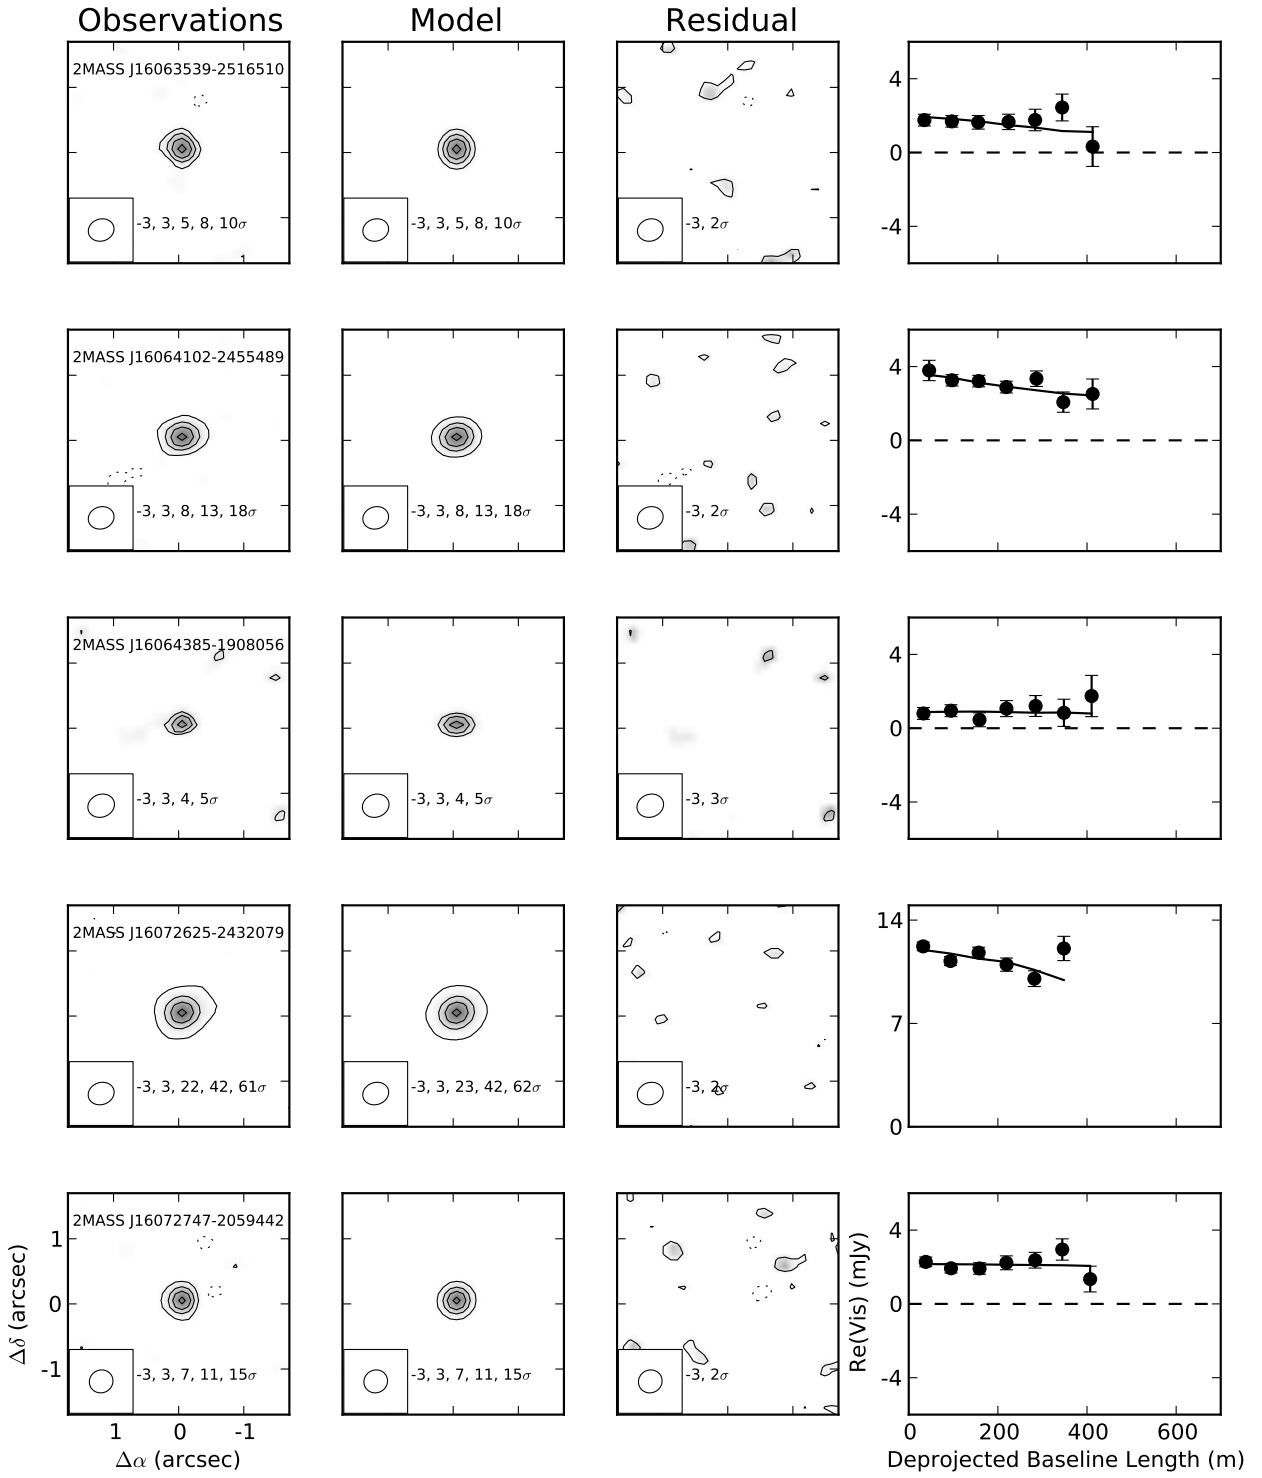 Observations Model Residual
2MASS J16063539-2516510
-3, 3, 5, 8, 10σ -3, 3, 5, 8, 10σ -3, 2σ
4
0
-4
2MASS J16064102-2455489
-3, 3, 8, 13, 18σ -3, 3, 8, 13, 18σ -3, 2σ
4
0
-4
2MASS J16064385-1908056
-3, 3, 4, 5σ -3, 3, 4, 5σ -3, 3σ
4
0
-4
2MASS J16072625-2432079
-3, 3, 22, 42, 61σ -3, 3, 23, 42, 62σ -3, 2σ
14
7
0
2MASS J16072747-2059442
-3, 3, 7, 11, 15σ -3, 3, 7, 11, 15σ -3, 2σ
1
0
-1
Δδ (arcsec)
1 0 -1
Δα (arcsec)
4
0
-4
Re(Vis) (mJy)
0 200 400 600
Deprojected Baseline Length (m)